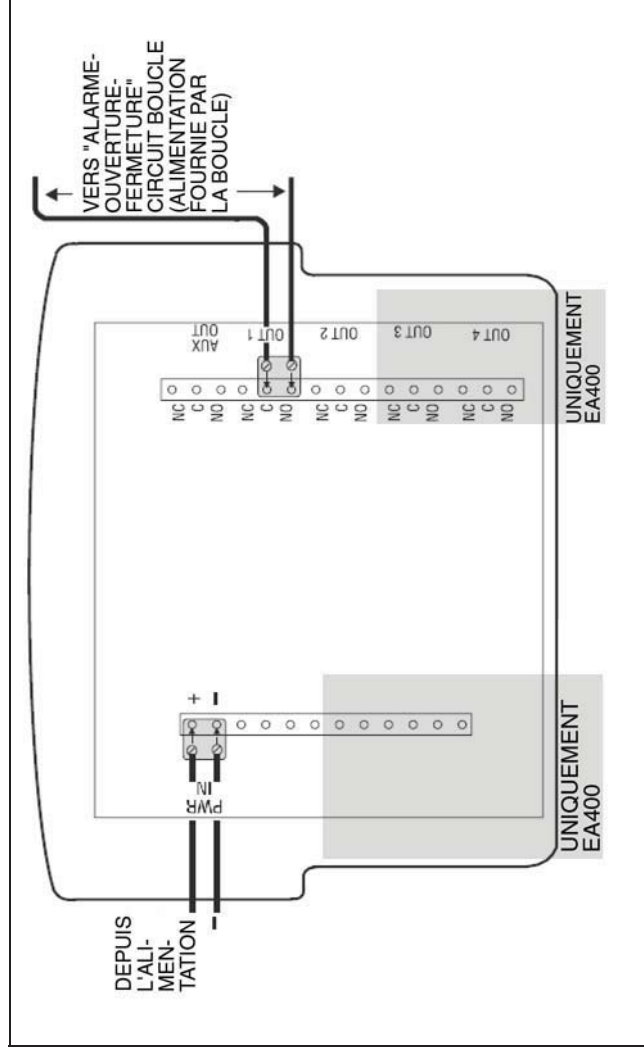 VERS "ALARME-
OUVERTURE-
FERMETURE"
CIRCUIT BOUCLE
(ALIMENTATION
FOURNIE PAR
LA BOUCLE)
AUX
OUT
OUT 1
OUT 2
OUT 3
OUT 4
NC
C
NO
NC
C
NO
NC
C
NO
NC
C
NO
NC
C
NO
UNIQUEMENT
EA400
DEPUIS
L'ALI-
MEN-
TATION
+
–
–
PWR
IN
UNIQUEMENT
EA400